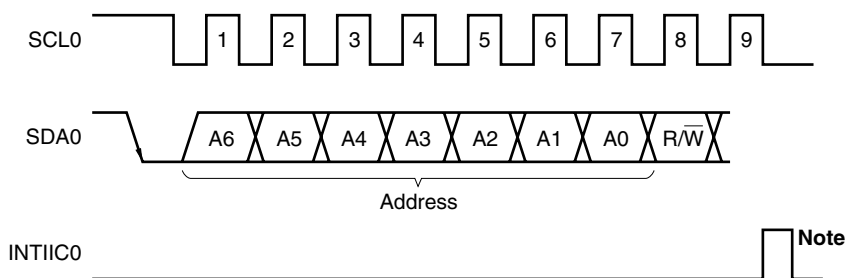 SCL0 1 2 3 4 5 6 7 8 9
SDA0 A6 A5 A4 A3 A2 A1 A0 R/W̅
Address
INTIIC0 Note